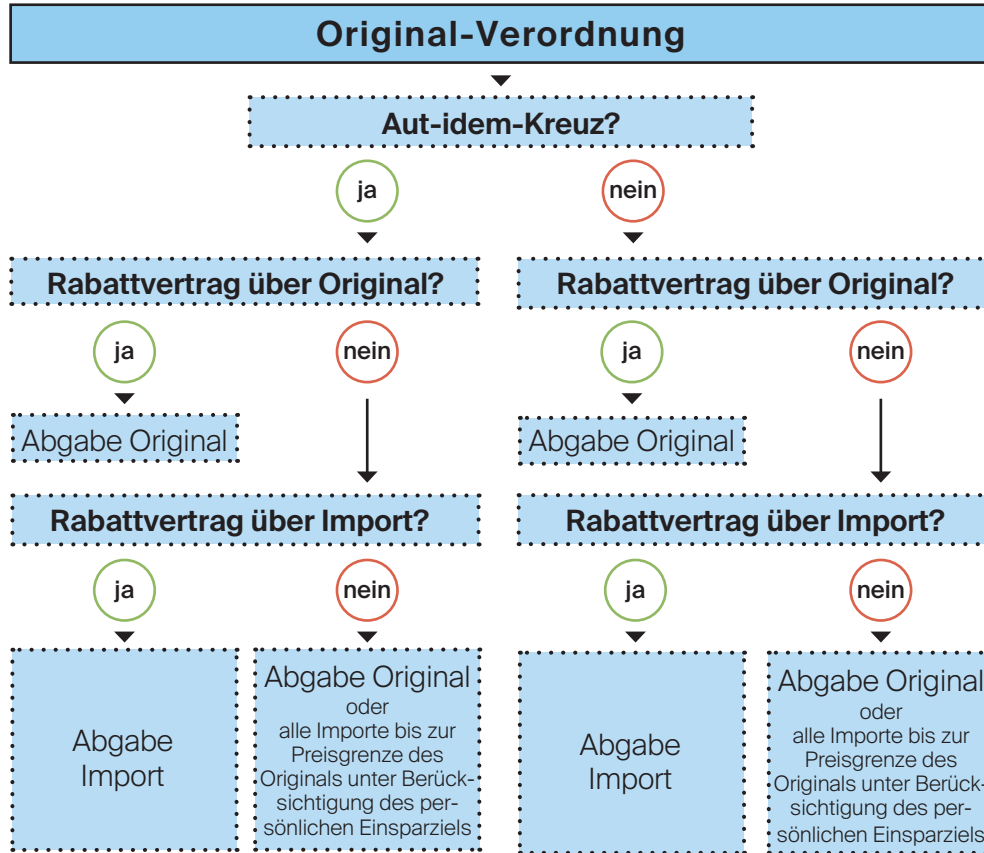 Original-Verordnung
Aut-idem-Kreuz?
ja
nein
Rabattvertrag über Original?
Rabattvertrag über Original?
ja
nein
ja
nein
Abgabe Original
Abgabe Original
Rabattvertrag über Import?
Rabattvertrag über Import?
ja
nein
ja
nein
Abgabe
Import
Abgabe Original
oder
alle Importe bis zur
Preisgrenze des
Originals unter Berück-
sichtigung des per-
sönlichen Einsparziels
Abgabe
Import
Abgabe Original
oder
alle Importe bis zur
Preisgrenze des
Originals unter Berück-
sichtigung des per-
sönlichen Einsparziels